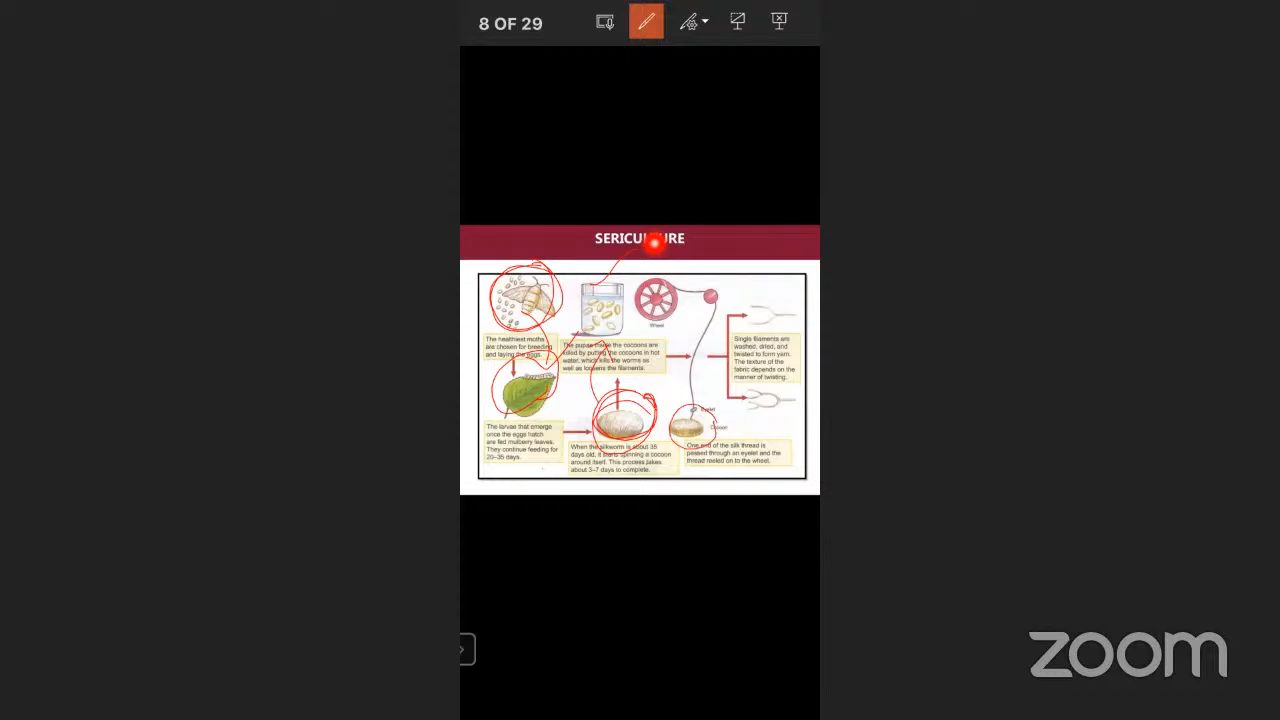 8 OF 29
SERICULTURE
Wheel
The healthiest moths
are chosen for breeding
and laying the eggs.
The pupae inside the cocoons are
killed by putting the cocoons in hot
water, which kills the worms as
well as loosens the filaments.
Single filaments are
washed, dried, and
twisted to form yarn.
The texture of the
fabric depends on the
manner of twisting.
Eyelet
Cocoon
The larvae that emerge
once the eggs hatch
are fed mulberry leaves.
They continue feeding for
20–35 days.
When the silkworm is about 35
days old, it starts spinning a cocoon
around itself. This process takes
about 3–7 days to complete.
One end of the silk thread is
passed through an eyelet and the
thread reeled on to the wheel.
zoom